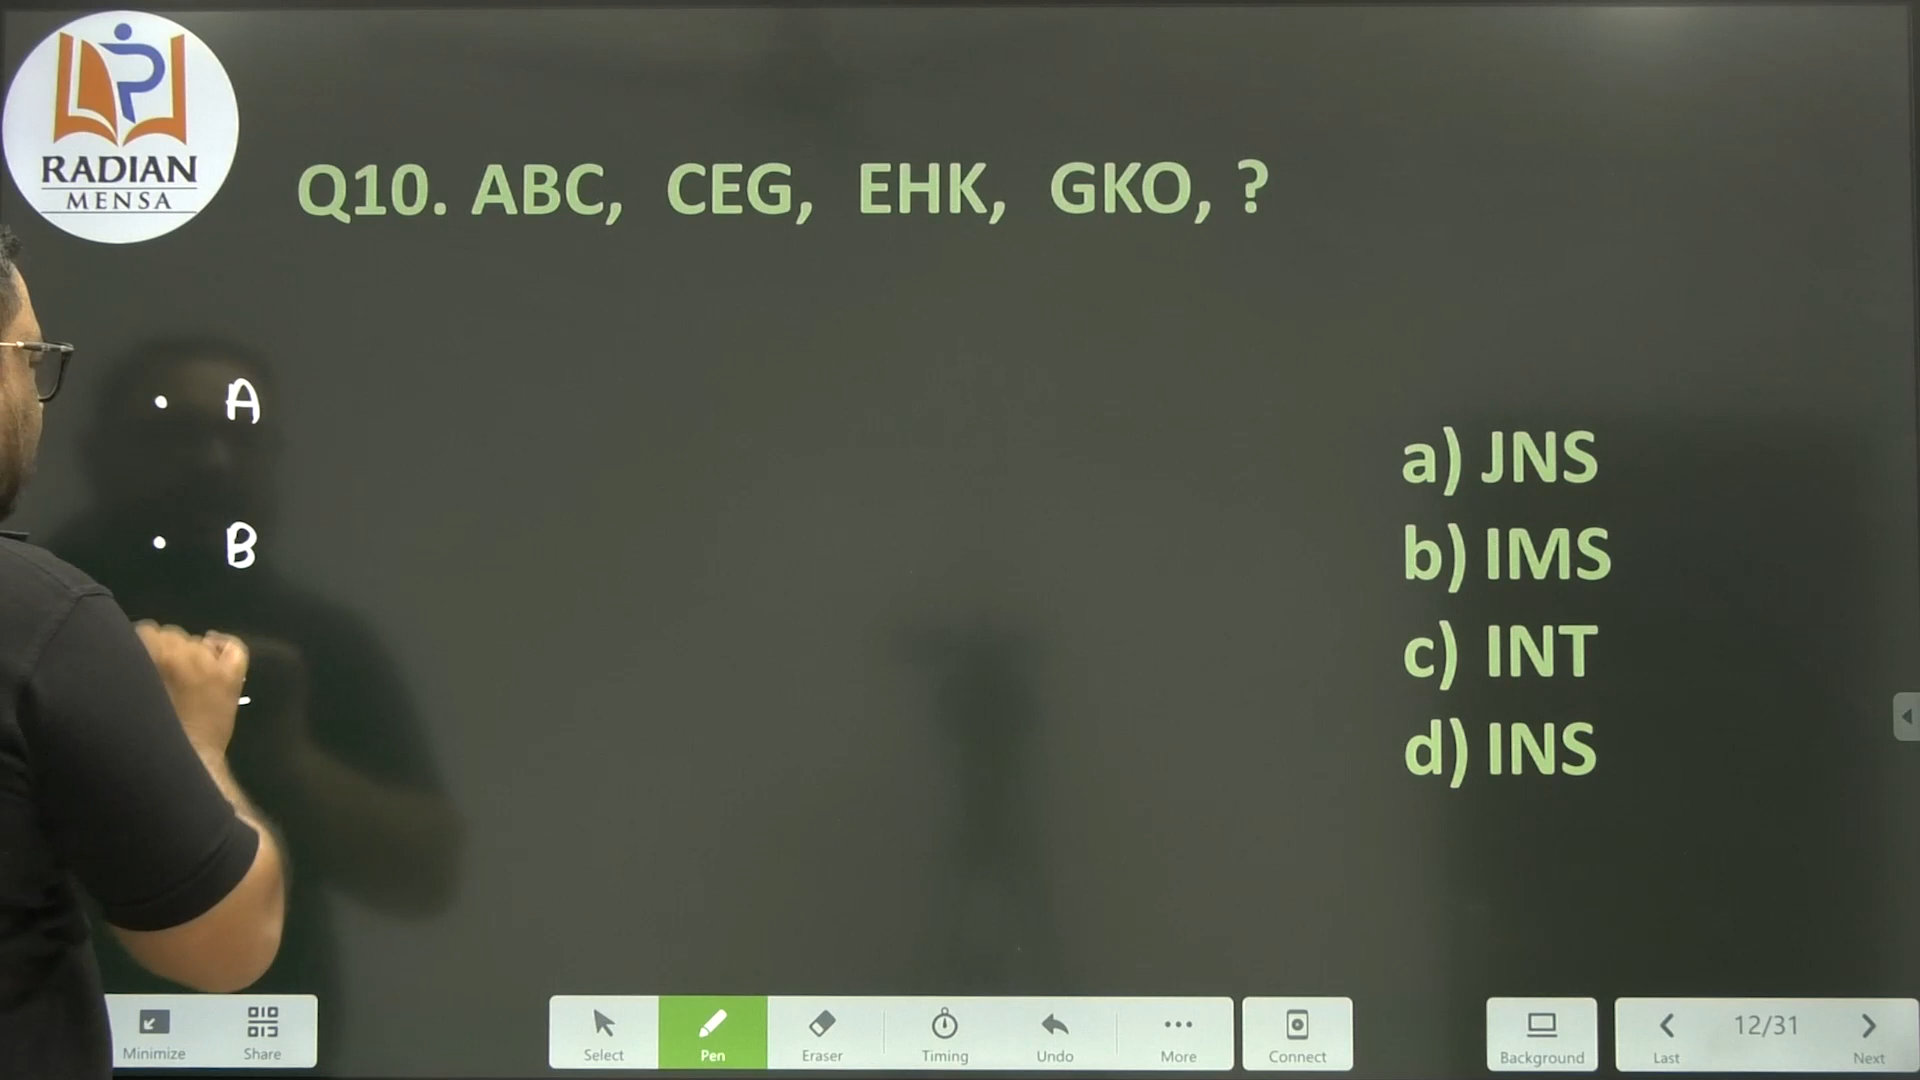 RADIAN
MENSA
Q10. ABC, CEG, EHK, GKO, ?
• A
• B
a) JNS
b) IMS
c) INT
d) INS
Minimize
Share
Select
Pen
Eraser
Timing
Undo
More
Connect
Background
Last
12/31
Next